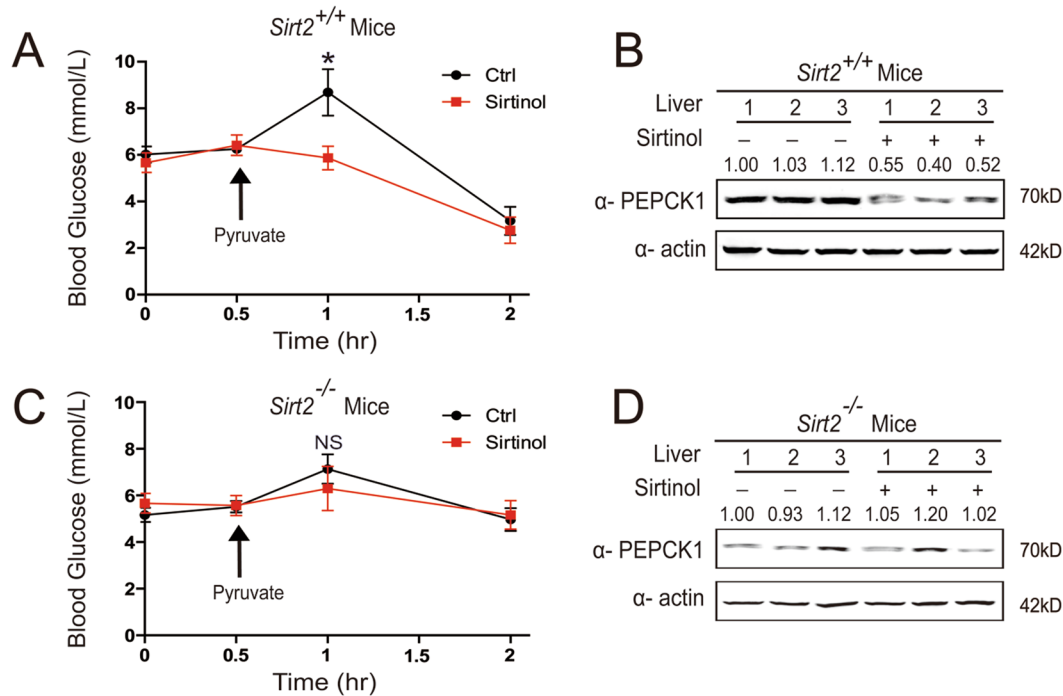 A
Sirt2+/+ Mice
Blood Glucose (mmol/L)
10
8
6
4
2
0
*
Ctrl
Sirtinol
Pyruvate
0 0.5 1 1.5 2
Time (hr)
B
Sirt2+/+ Mice
Liver 1 2 3 1 2 3
Sirtinol – – – + + +
1.00 1.03 1.12 0.55 0.40 0.52
α- PEPCK1 70kD
α- actin 42kD
C
Sirt2-/- Mice
Blood Glucose (mmol/L)
10
8
6
4
2
0
NS
Ctrl
Sirtinol
Pyruvate
0 0.5 1 1.5 2
Time (hr)
D
Sirt2-/- Mice
Liver 1 2 3 1 2 3
Sirtinol – – – + + +
1.00 0.93 1.12 1.05 1.20 1.02
α- PEPCK1 70kD
α- actin 42kD